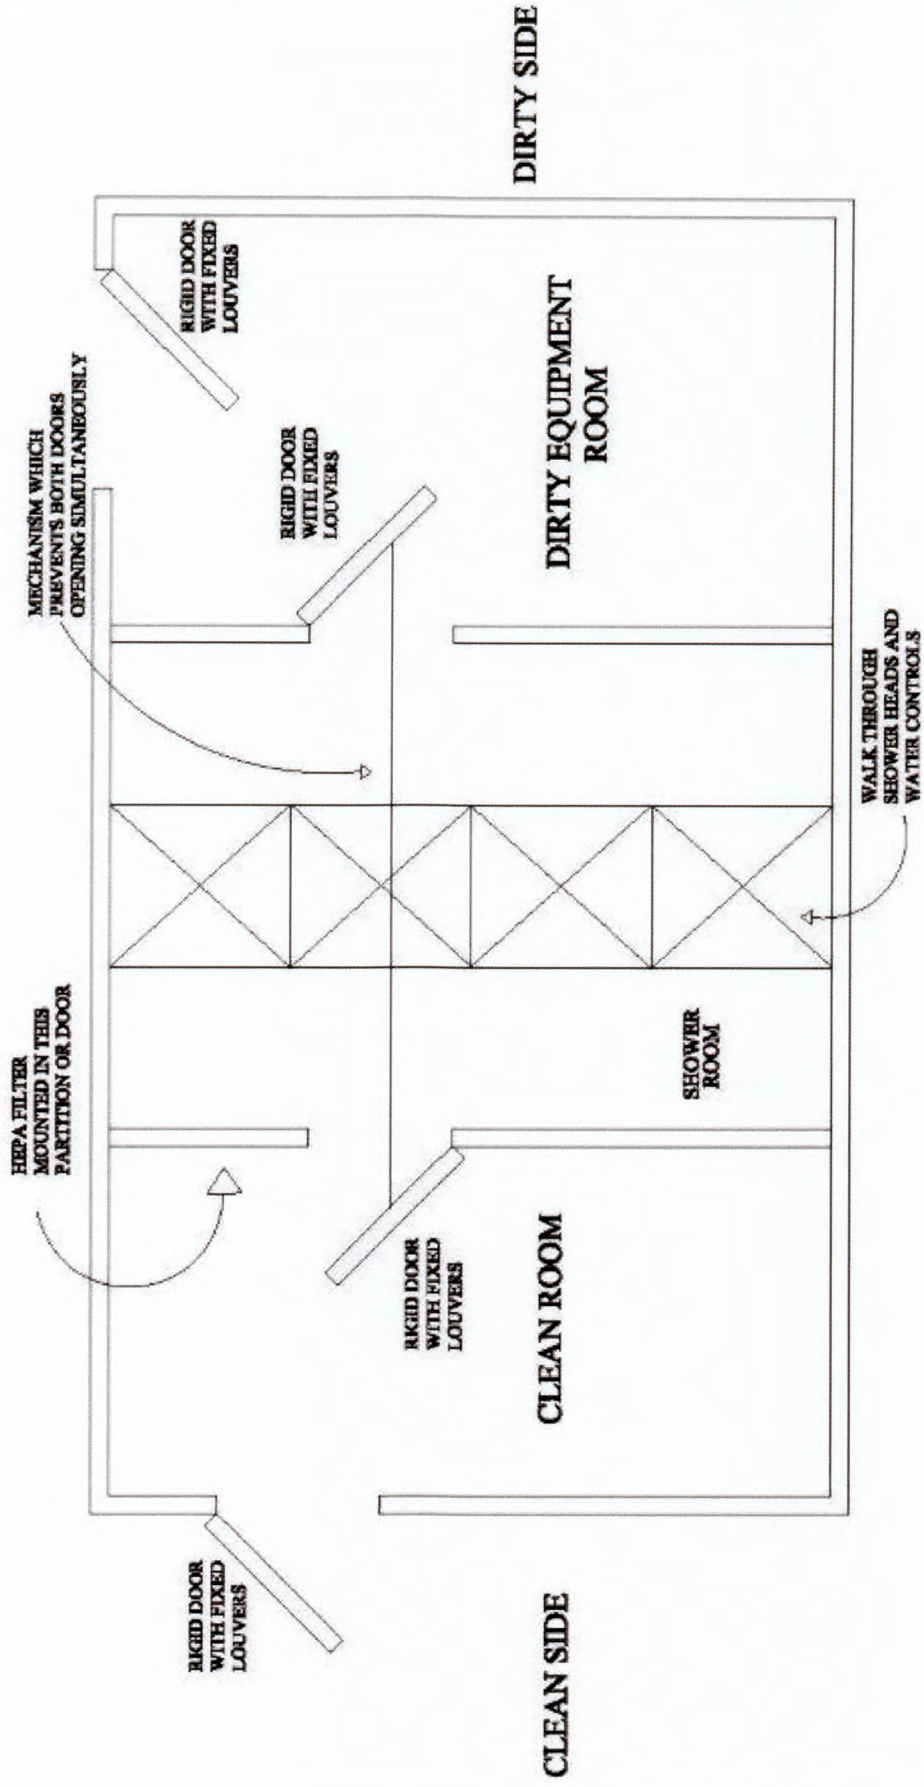 HEPA FILTER
MOUNTED IN THIS
PARTITION OR DOOR
MECHANISM WHICH
PREVENTS BOTH DOORS
OPENING SIMULTANEOUSLY
RIGID DOOR
WITH FIXED
LOUVERS
RIGID DOOR
WITH FIXED
LOUVERS
RIGID DOOR
WITH FIXED
LOUVERS
RIGID DOOR
WITH FIXED
LOUVERS
CLEAN SIDE
CLEAN ROOM
SHOWER
ROOM
DIRTY EQUIPMENT
ROOM
DIRTY SIDE
WALK THROUGH
SHOWER HEADS AND
WATER CONTROLS